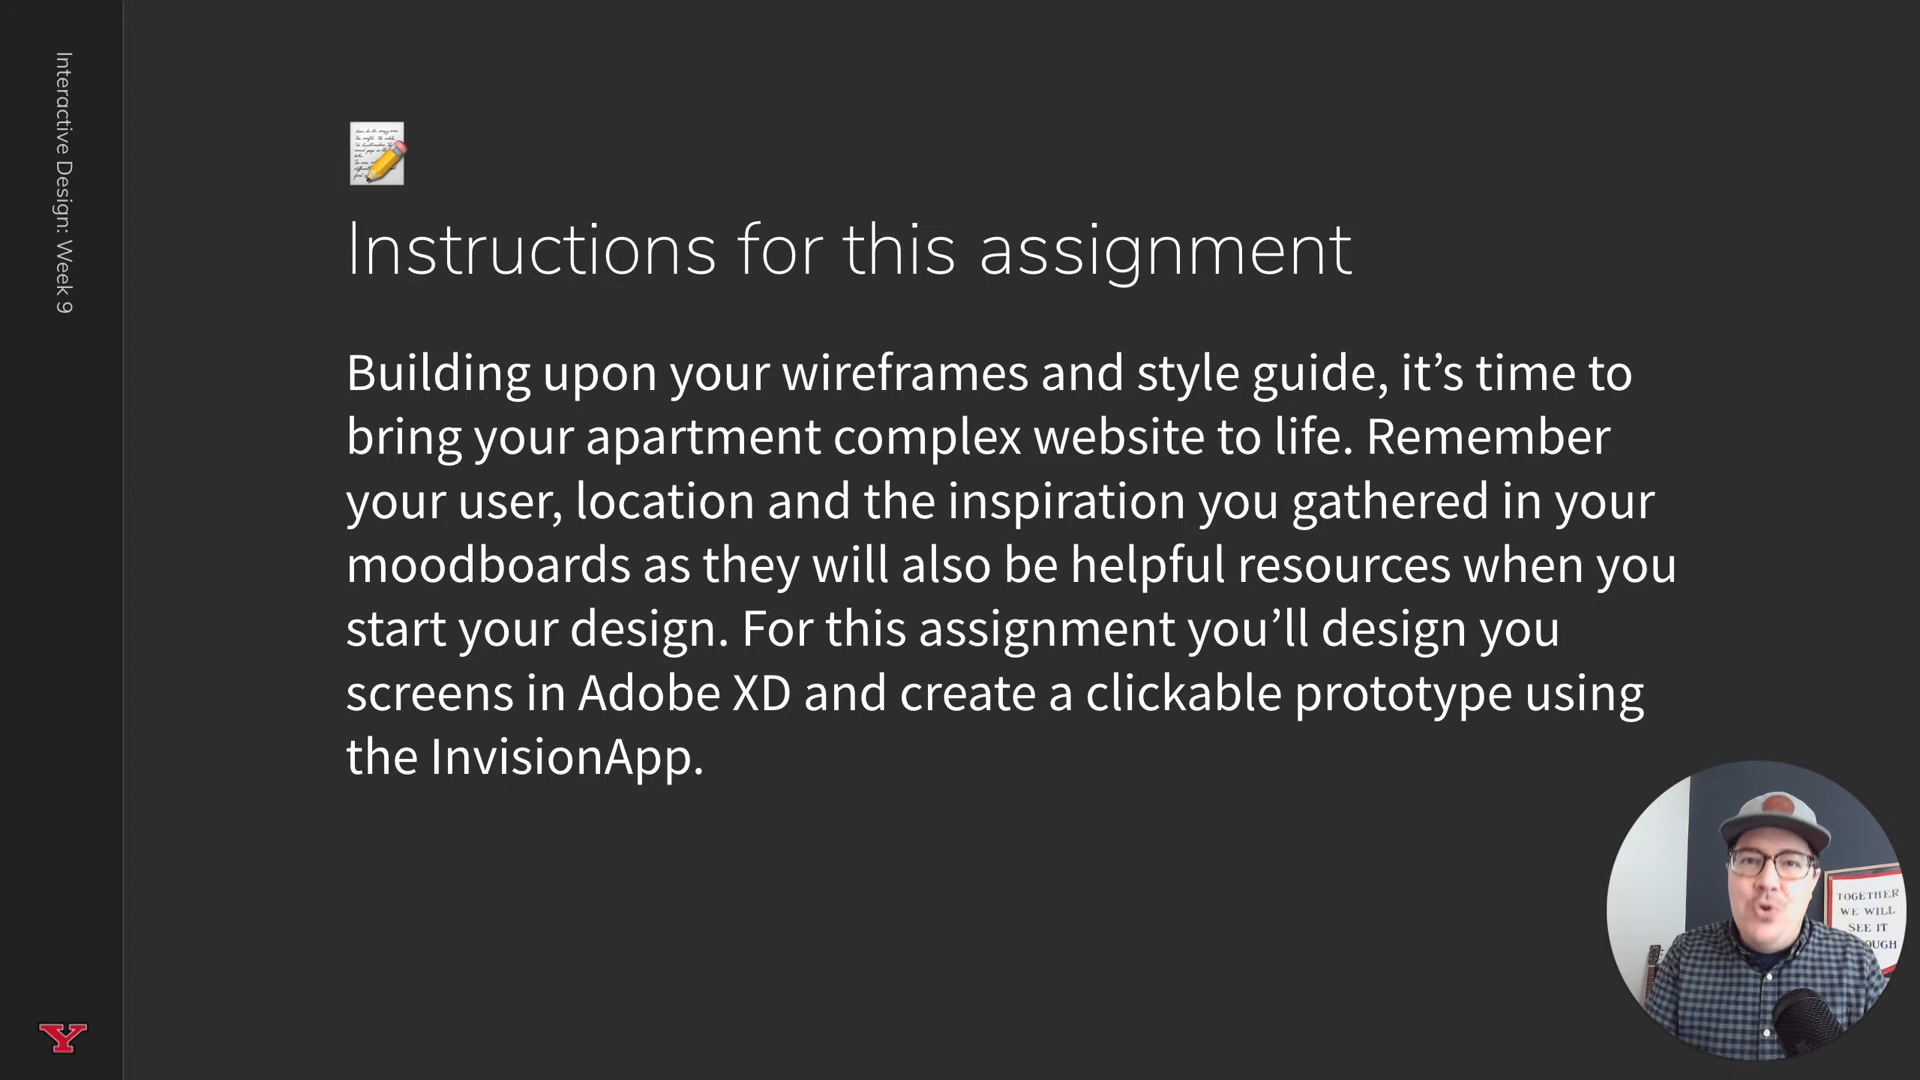 Interactive Design: Week 9
Instructions for this assignment
Building upon your wireframes and style guide, it’s time to
bring your apartment complex website to life. Remember
your user, location and the inspiration you gathered in your
moodboards as they will also be helpful resources when you
start your design. For this assignment you’ll design you
screens in Adobe XD and create a clickable prototype using
the InvisionApp.
Y
TOGETHER
WE WILL
SEE IT
OUGH